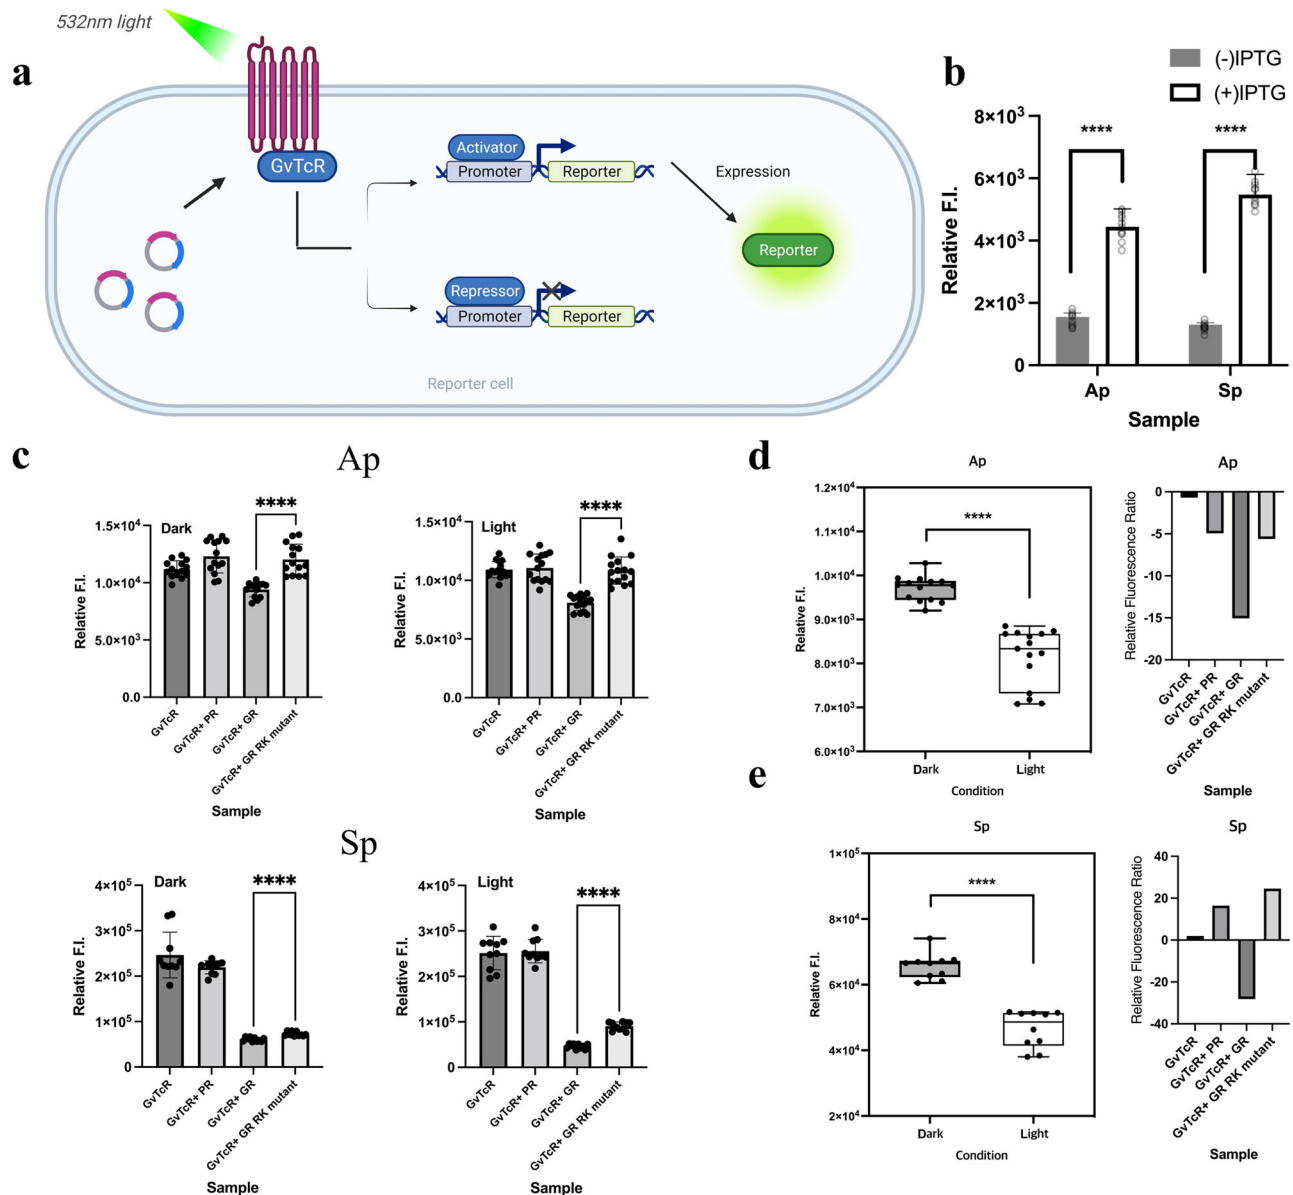 532nm light
a
GvTcR
Activator
Promoter
Reporter
Expression
Reporter
Repressor
Promoter
Reporter
Reporter cell
b
(-)IPTG
(+)IPTG
8×10³
6×10³
4×10³
2×10³
0
Relative F.I.
****
****
Ap
Sp
Sample
c
Ap
Dark
****
1.5×10⁴
1.0×10⁴
5.0×10³
0.0
Relative F.I.
GvTcR
GvTcR+ PR
GvTcR+ GR
GvTcR+ GR RK mutant
Sample
Light
****
1.5×10⁴
1.0×10⁴
5.0×10³
0.0
Relative F.I.
GvTcR
GvTcR+ PR
GvTcR+ GR
GvTcR+ GR RK mutant
Sample
Sp
Dark
****
4×10⁵
3×10⁵
2×10⁵
1×10⁵
0
Relative F.I.
GvTcR
GvTcR+ PR
GvTcR+ GR
GvTcR+ GR RK mutant
Sample
Light
****
4×10⁵
3×10⁵
2×10⁵
1×10⁵
0
Relative F.I.
GvTcR
GvTcR+ PR
GvTcR+ GR
GvTcR+ GR RK mutant
Sample
d
Ap
1.2×10⁴
1.1×10⁴
1.0×10⁴
9.0×10³
8.0×10³
7.0×10³
6.0×10³
Relative F.I.
****
Dark
Light
Condition
Ap
0
-5
-10
-15
-20
Relative Fluorescence Ratio
GvTcR
GvTcR+ PR
GvTcR+ GR
GvTcR+ GR RK mutant
Sample
e
Sp
1×10⁵
8×10⁴
6×10⁴
4×10⁴
2×10⁴
Relative F.I.
****
Dark
Light
Condition
Sp
40
20
0
-20
-40
Relative Fluorescence Ratio
GvTcR
GvTcR+ PR
GvTcR+ GR
GvTcR+ GR RK mutant
Sample